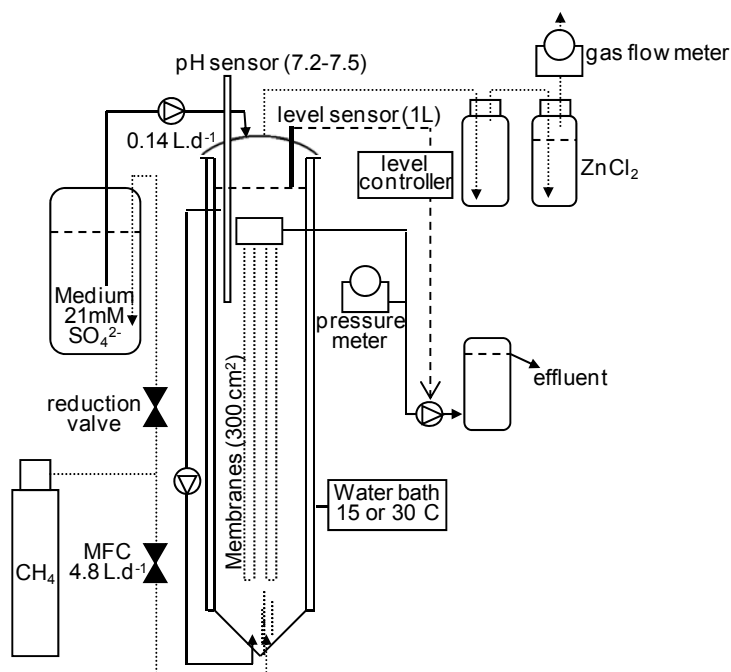 pH sensor (7.2-7.5)
gas flow meter
0.14 L.d⁻¹
level sensor (1L)
level
controller
ZnCl₂
Medium
21mM
SO₄²⁻
pressure
meter
effluent
reduction
valve
Membranes (300 cm²)
Water bath
15 or 30 C
MFC
4.8 L.d⁻¹
CH₄